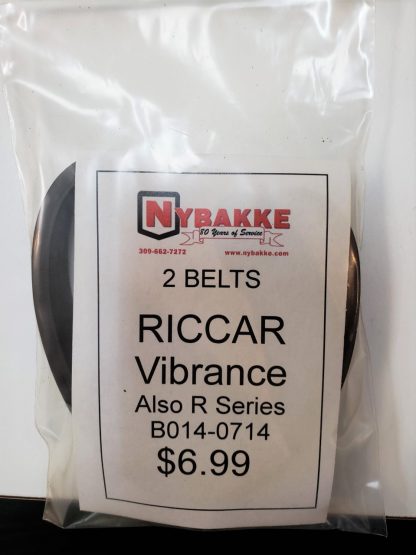 NYBAKKE
80 Years of Service
309-662-7272 www.nybakke.com
2 BELTS
RICCAR
Vibrance
Also R Series
B014-0714
$6.99